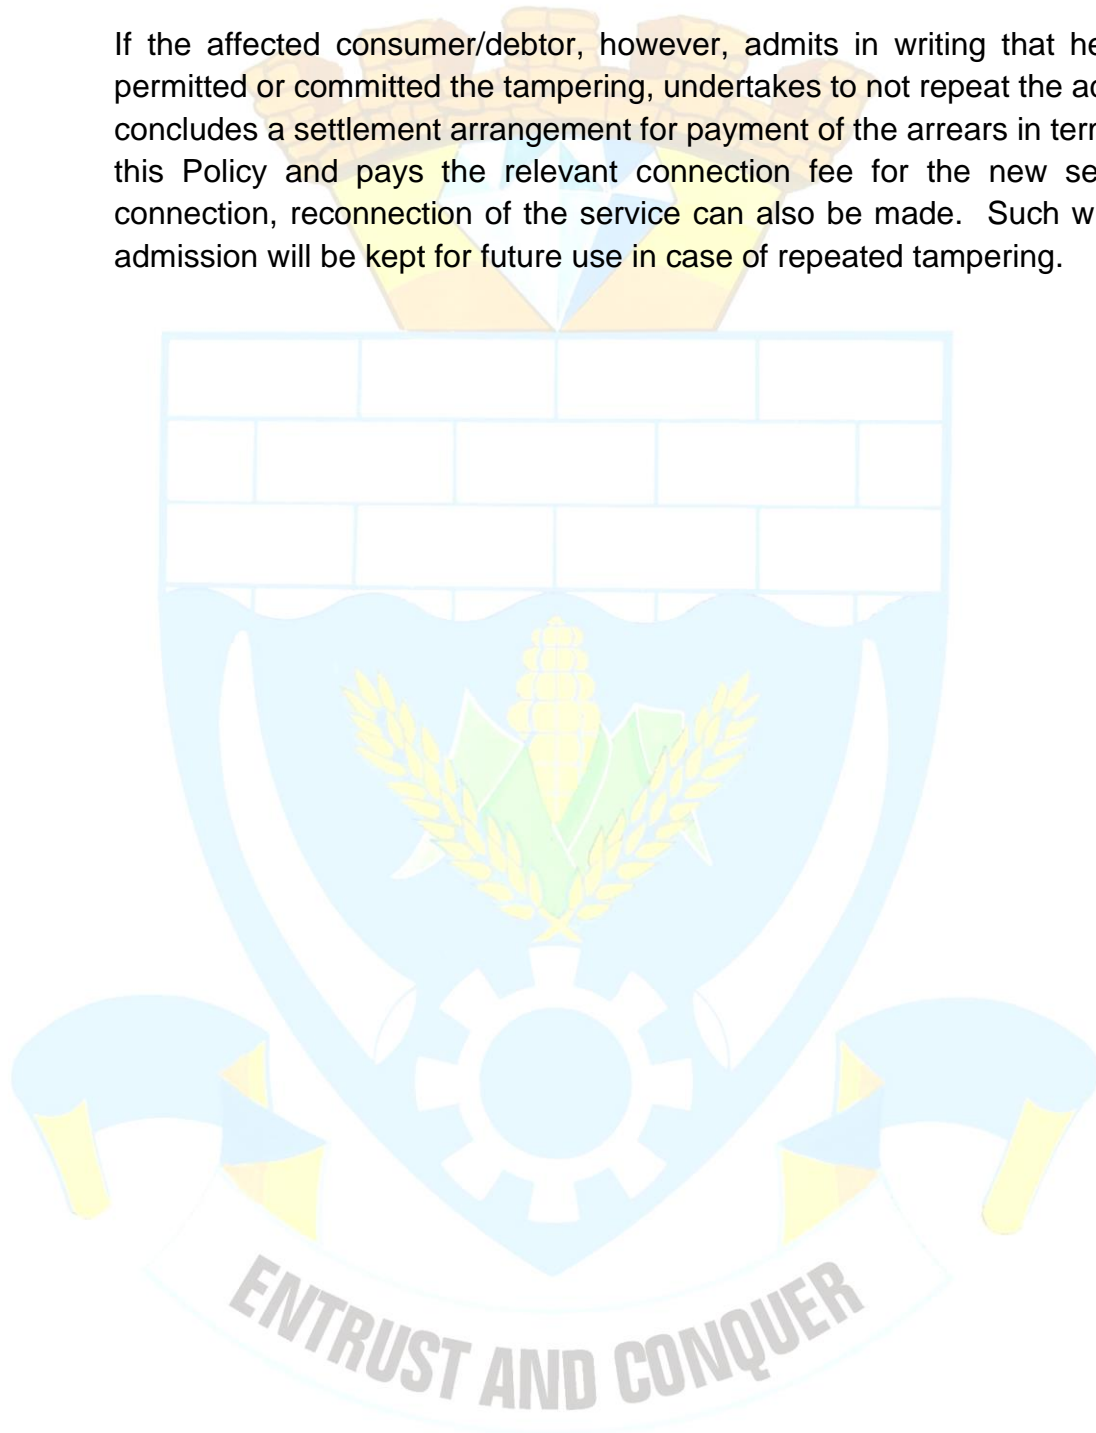 If the affected consumer/debtor, however, admits in writing that he
permitted or committed the tampering, undertakes to not repeat the
concludes a settlement arrangement for payment of the arrears in
this Policy and pays the relevant connection fee for the new
connection, reconnection of the service can also be made. Such
admission will be kept for future use in case of repeated tampering.
ENTRUST AND CONQUER